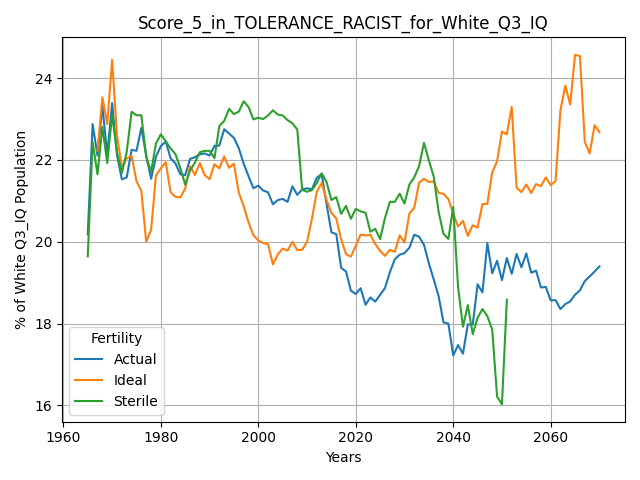 Score_5_in_TOLERANCE_RACIST_for_White_Q3_IQ
% of White Q3_IQ Population
24
22
20
18
16
Fertility
Actual
Ideal
Sterile
1960
1980
2000
2020
2040
2060
Years